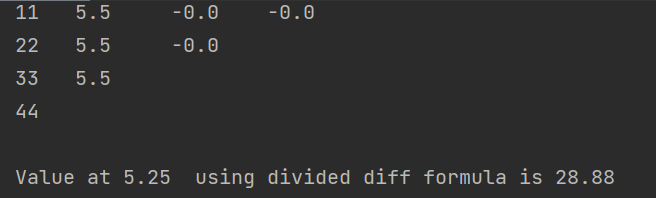 11   5.5     -0.0    -0.0
22   5.5     -0.0
33   5.5
44
Value at 5.25  using divided diff formula is 28.88